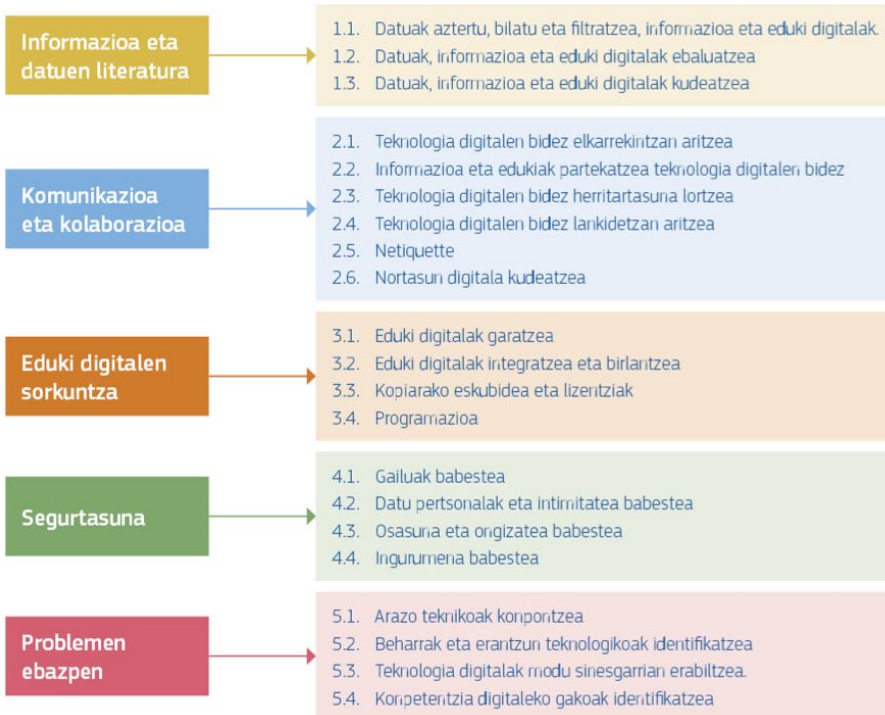 Informazioa eta
datuen literatura
1.1. Datuak aztertu, bilatu eta filtratzea, informazioa eta eduki digitalak.
1.2. Datuak, informazioa eta eduki digitalak ebaluatzea
1.3. Datuak, informazioa eta eduki digitalak kudeatzea
Komunikazioa
eta kolaborazioa
2.1. Teknologia digitalen bidez elkarrekintzan aritzea
2.2. Informazioa eta edukiak partekatzea teknologia digitalen bidez
2.3. Teknologia digitalen bidez herritartasuna lortzea
2.4. Teknologia digitalen bidez lankidetzan aritzea
2.5. Netiquette
2.6. Nortasun digitala kudeatzea
Eduki digitalen
sorkuntza
3.1. Eduki digitalak garatzea
3.2. Eduki digitalak integratzea eta birlantzea
3.3. Kopiarako eskubidea eta lizentziak
3.4. Programazioa
Segurtasuna
4.1. Gailuak babestea
4.2. Datu pertsonalak eta intimitatea babestea
4.3. Osasuna eta ongizatea babestea
4.4. Ingurumena babestea
Problemen
ebazpen
5.1. Arazo teknikoak konpontzea
5.2. Beharrak eta erantzun teknologikoak identifikatzea
5.3. Teknologia digitalak modu sinesgarrian erabiltzea.
5.4. Konpetentzia digitaleko gakoak identifikatzea